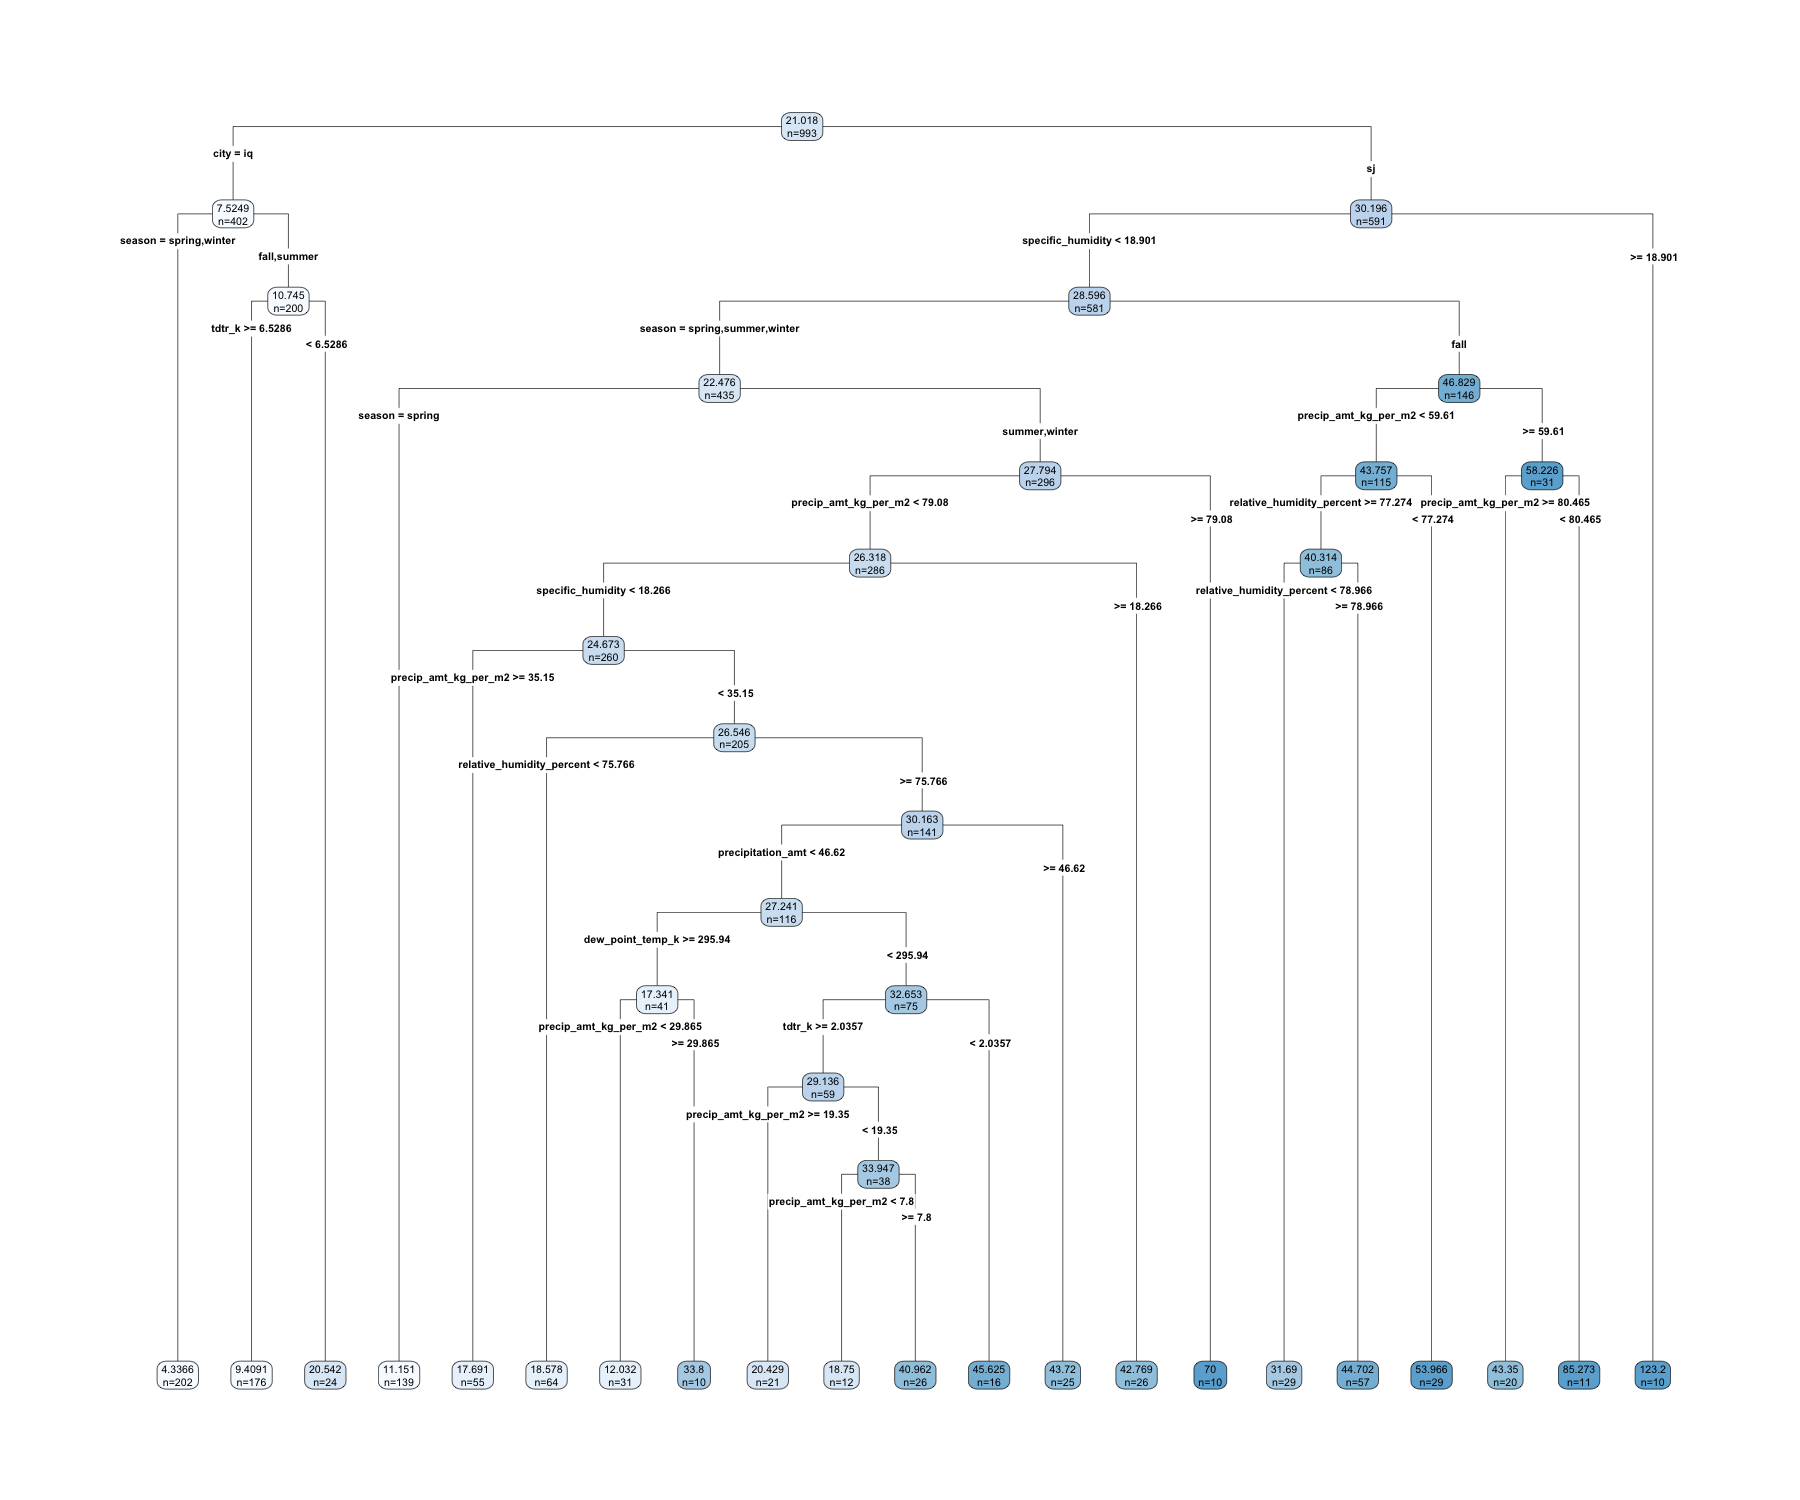 21.018
n=993
city = iq
sj
7.5249
n=402
30.196
n=591
season = spring,winter
fall,summer
specific_humidity < 18.901
>= 18.901
10.745
n=200
28.596
n=581
tdtr_k >= 6.5286
< 6.5286
season = spring,summer,winter
fall
22.476
n=435
46.829
n=146
season = spring
summer,winter
precip_amt_kg_per_m2 < 59.61
>= 59.61
27.794
n=296
43.757
n=115
58.226
n=31
precip_amt_kg_per_m2 < 79.08
>= 79.08
relative_humidity_percent >= 77.274
< 77.274
precip_amt_kg_per_m2 >= 80.465
< 80.465
26.318
n=286
40.314
n=86
specific_humidity < 18.266
>= 18.266
relative_humidity_percent < 78.966
>= 78.966
24.673
n=260
precip_amt_kg_per_m2 >= 35.15
< 35.15
26.546
n=205
relative_humidity_percent < 75.766
>= 75.766
30.163
n=141
precipitation_amt < 46.62
>= 46.62
27.241
n=116
dew_point_temp_k >= 295.94
< 295.94
17.341
n=41
32.653
n=75
precip_amt_kg_per_m2 < 29.865
>= 29.865
tdtr_k >= 2.0357
< 2.0357
29.136
n=59
precip_amt_kg_per_m2 >= 19.35
< 19.35
33.947
n=38
precip_amt_kg_per_m2 < 7.8
>= 7.8
4.3366
n=202
9.4091
n=176
20.542
n=24
11.151
n=139
17.691
n=55
18.578
n=64
12.032
n=31
33.8
n=10
20.429
n=21
18.75
n=12
40.962
n=26
45.625
n=16
43.72
n=25
42.769
n=26
70
n=10
31.69
n=29
44.702
n=57
53.966
n=29
43.35
n=20
85.273
n=11
123.2
n=10